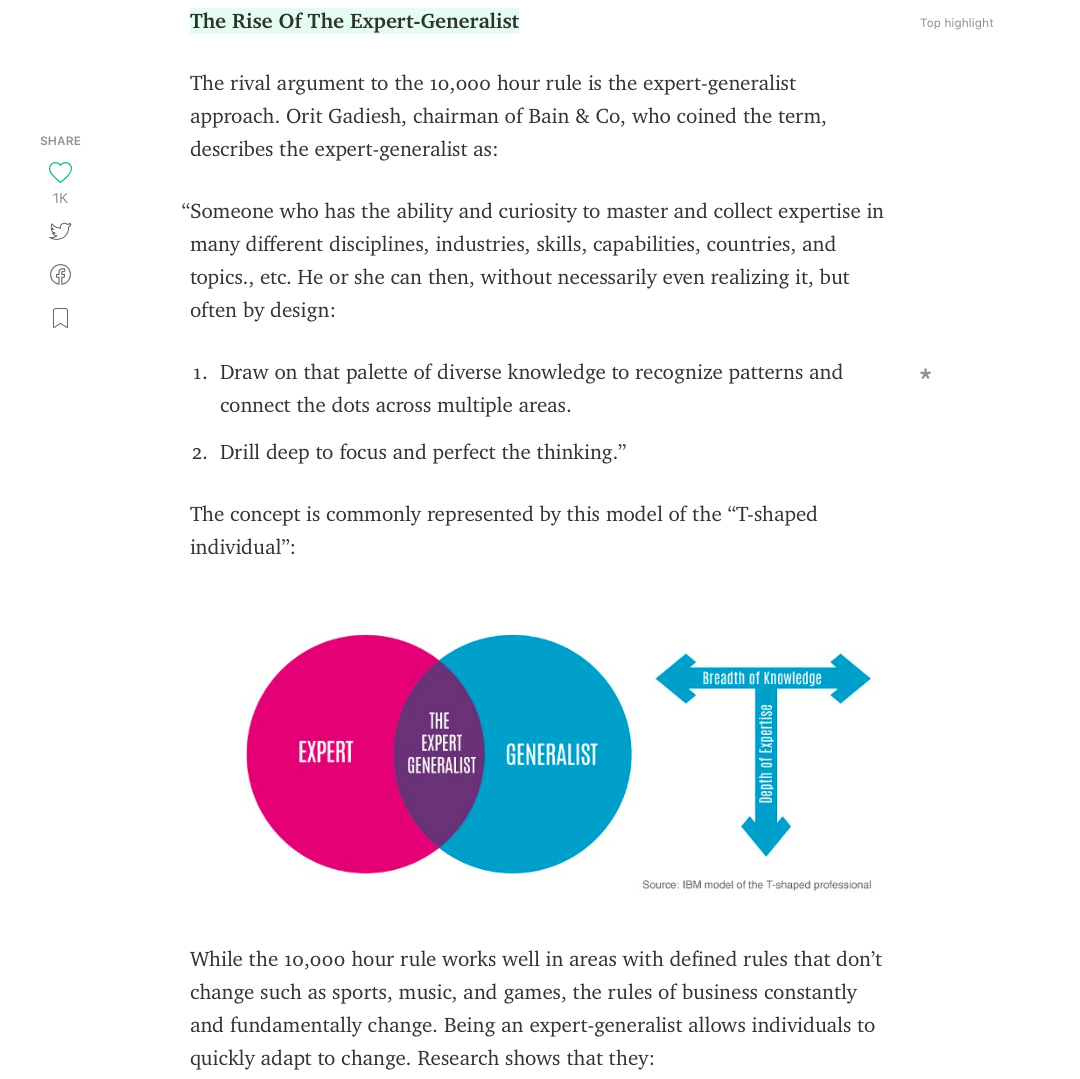 The Rise Of The Expert-Generalist
Top highlight
The rival argument to the 10,000 hour rule is the expert-generalist
approach. Orit Gadiesh, chairman of Bain & Co, who coined the term,
describes the expert-generalist as:
SHARE
1K
“Someone who has the ability and curiosity to master and collect expertise in
many different disciplines, industries, skills, capabilities, countries, and
topics., etc. He or she can then, without necessarily even realizing it, but
often by design:
1. Draw on that palette of diverse knowledge to recognize patterns and
connect the dots across multiple areas.
*
2. Drill deep to focus and perfect the thinking.”
The concept is commonly represented by this model of the “T-shaped
individual”:
EXPERT
THE
EXPERT
GENERALIST
GENERALIST
Breadth of Knowledge
Depth of Expertise
Source: IBM model of the T-shaped professional
While the 10,000 hour rule works well in areas with defined rules that don’t
change such as sports, music, and games, the rules of business constantly
and fundamentally change. Being an expert-generalist allows individuals to
quickly adapt to change. Research shows that they: